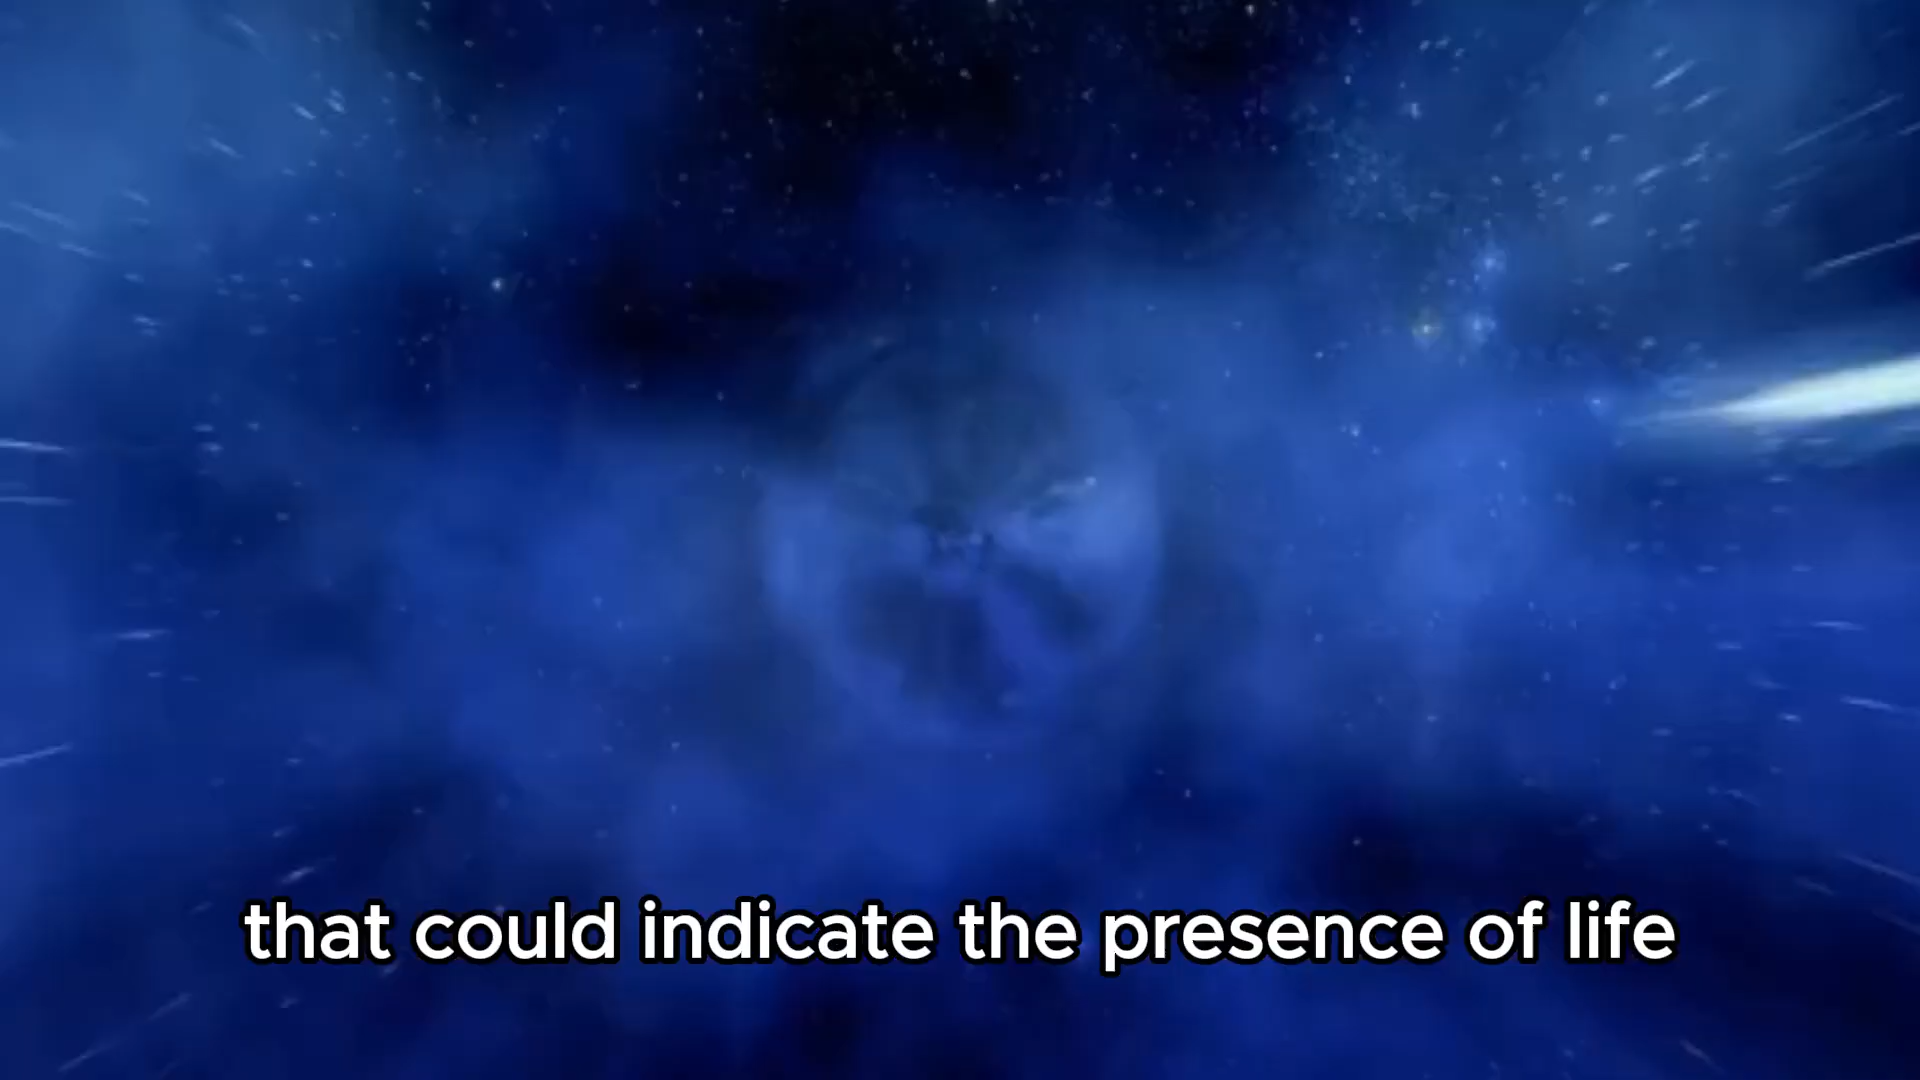 that could indicate the presence of life